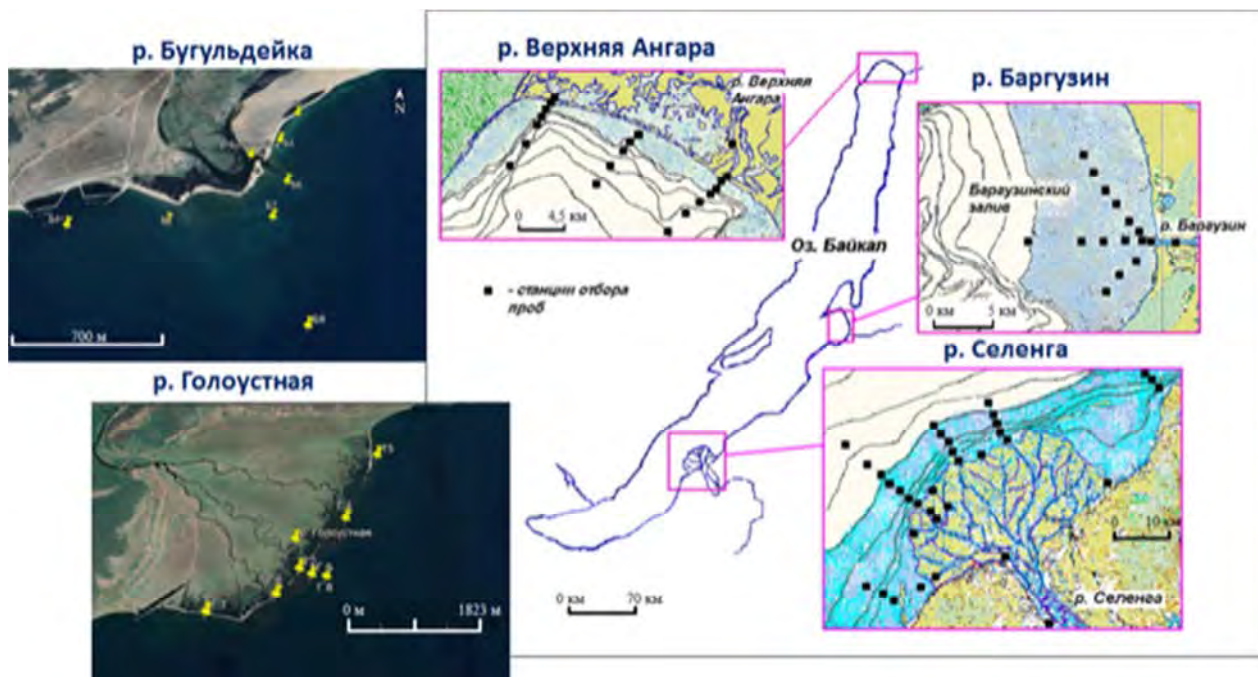 р. Бугульдейка
N
700 м
р. Голоустная
Голоустная
0 м
1823 м
р. Верхняя Ангара
р. Верхняя
Ангара
0 4,5 км
- станции отбора
проб
Оз. Байкал
0 км 70 км
р. Баргузин
Баргузинский
залив
р. Баргузин
0 км 5 км
р. Селенга
0 10 км
р. Селенга